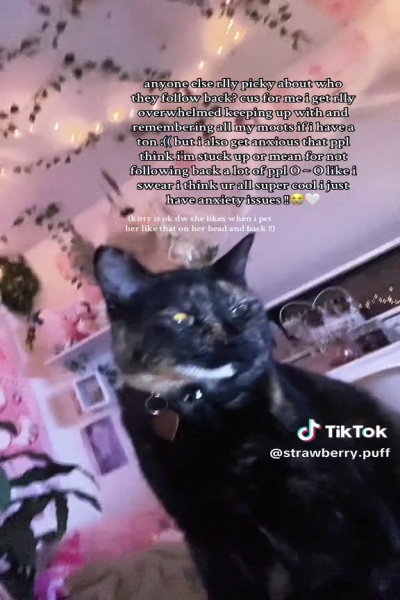 anyone else rlly picky about who
they follow back? cus for me i get rlly
overwhelmed keeping up with and
remembering all my moots if i have a
ton :(( but i also get anxious that ppl
think i'm stuck up or mean for not
following back a lot of ppl O~O like i
swear i think ur all super cool i just
have anxiety issues !!😭🤍
(kitty is ok dw she likes when i pet
her like that on her head and back !!)
TikTok
@strawberry.puff